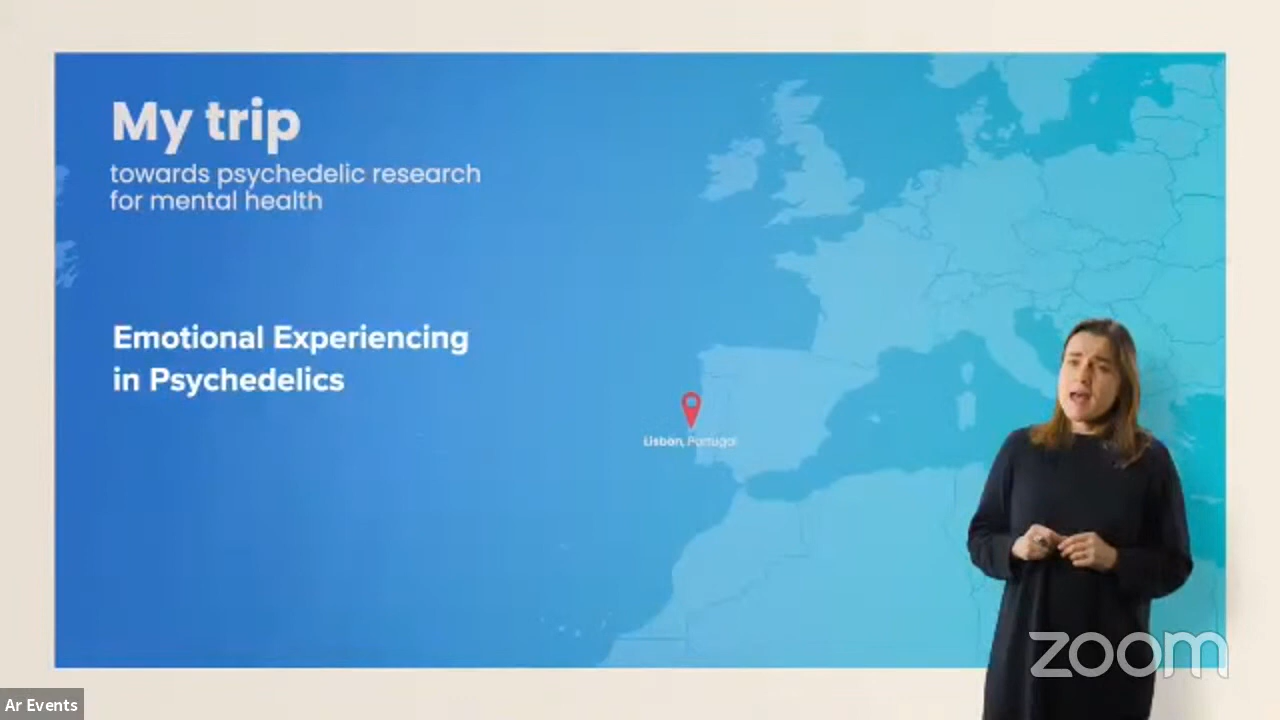 My trip
towards psychedelic research
for mental health
Emotional Experiencing
in Psychedelics
Lisbon, Portugal
zoom
Ar Events